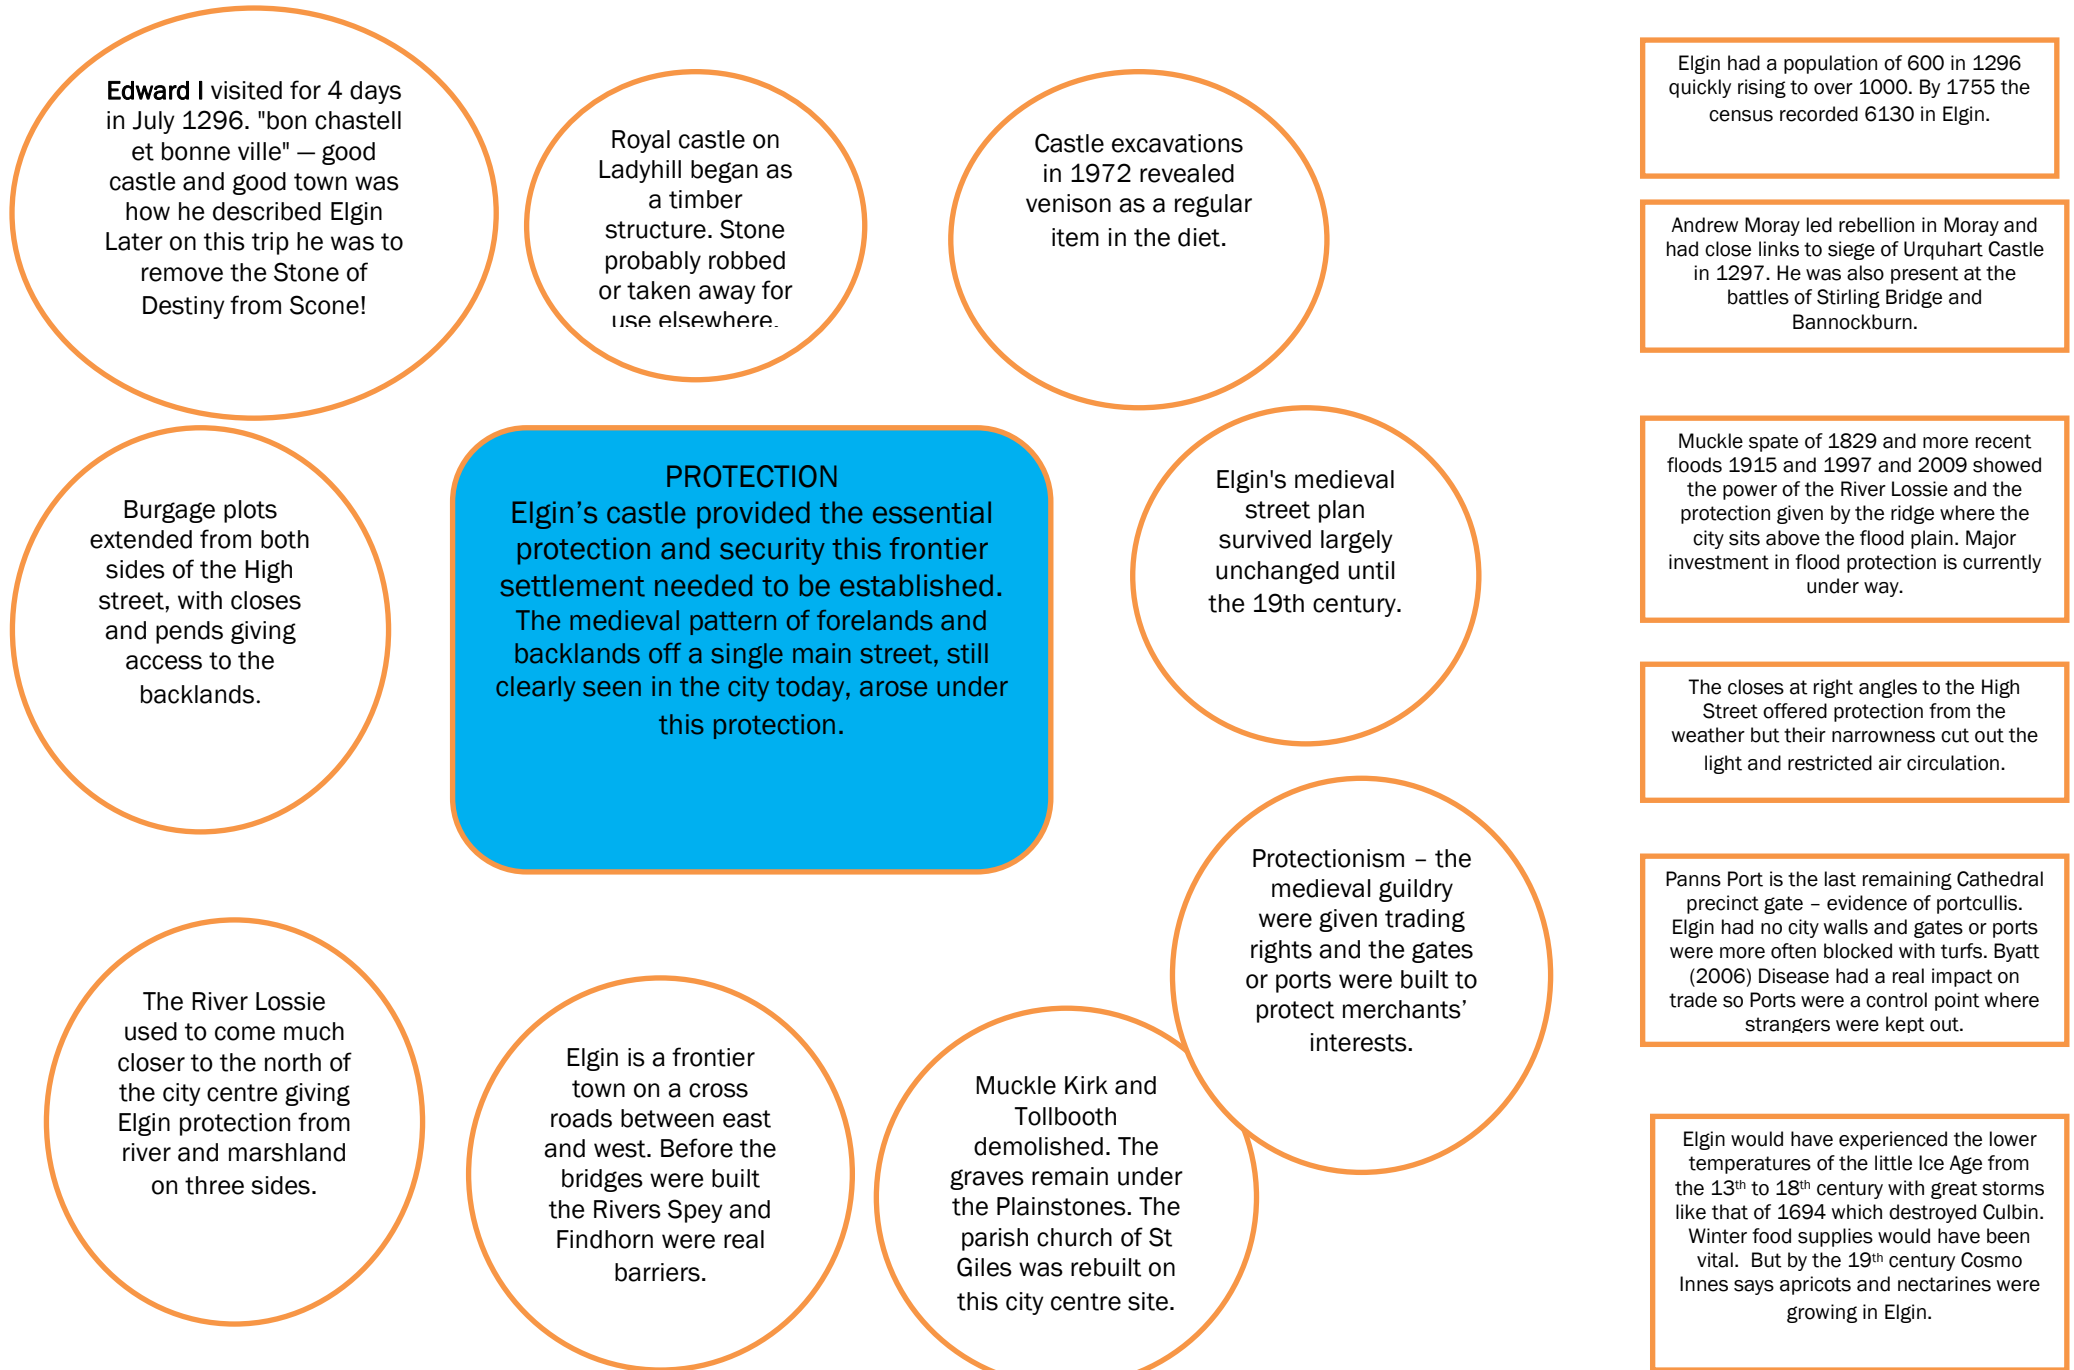 Edward I visited for 4 days
in July 1296. "bon chastell
et bonne ville" — good
castle and good town was
how he described Elgin
Later on this trip he was to
remove the Stone of
Destiny from Scone!
Royal castle on
Ladyhill began as
a timber
structure. Stone
probably robbed
or taken away for
use elsewhere.
Castle excavations
in 1972 revealed
venison as a regular
item in the diet.
Elgin had a population of 600 in 1296
quickly rising to over 1000. By 1755 the
census recorded 6130 in Elgin.
Andrew Moray led rebellion in Moray and
had close links to siege of Urquhart Castle
in 1297. He was also present at the
battles of Stirling Bridge and
Bannockburn.
Burgage plots
extended from both
sides of the High
street, with closes
and pends giving
access to the
backlands.
PROTECTION
Elgin’s castle provided the essential
protection and security this frontier
settlement needed to be established.
The medieval pattern of forelands and
backlands off a single main street, still
clearly seen in the city today, arose under
this protection.
Elgin's medieval
street plan
survived largely
unchanged until
the 19th century.
Muckle spate of 1829 and more recent
floods 1915 and 1997 and 2009 showed
the power of the River Lossie and the
protection given by the ridge where the
city sits above the flood plain. Major
investment in flood protection is currently
under way.
The closes at right angles to the High
Street offered protection from the
weather but their narrowness cut out the
light and restricted air circulation.
Protectionism – the
medieval guildry
were given trading
rights and the gates
or ports were built to
protect merchants’
interests.
Panns Port is the last remaining Cathedral
precinct gate – evidence of portcullis.
Elgin had no city walls and gates or ports
were more often blocked with turfs. Byatt
(2006) Disease had a real impact on
trade so Ports were a control point where
strangers were kept out.
The River Lossie
used to come much
closer to the north of
the city centre giving
Elgin protection from
river and marshland
on three sides.
Elgin is a frontier
town on a cross
roads between east
and west. Before the
bridges were built
the Rivers Spey and
Findhorn were real
barriers.
Muckle Kirk and
Tollbooth
demolished. The
graves remain under
the Plainstones. The
parish church of St
Giles was rebuilt on
this city centre site.
Elgin would have experienced the lower
temperatures of the little Ice Age from
the 13th to 18th century with great storms
like that of 1694 which destroyed Culbin.
Winter food supplies would have been
vital. But by the 19th century Cosmo
Innes says apricots and nectarines were
growing in Elgin.